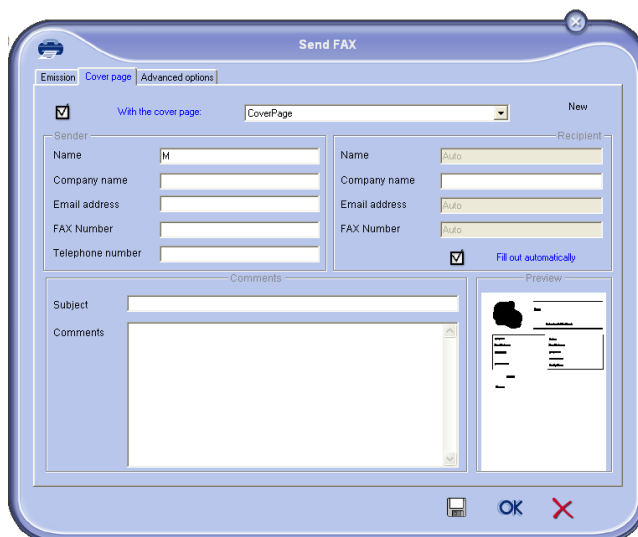 Send FAX
Emission Cover page Advanced options
With the cover page: CoverPage New
Sender
Name M
Company name
Email address
FAX Number
Telephone number
Recipient
Name Auto
Company name
Email address Auto
FAX Number Auto
Fill out automatically
Comments
Subject
Comments
Preview
OK